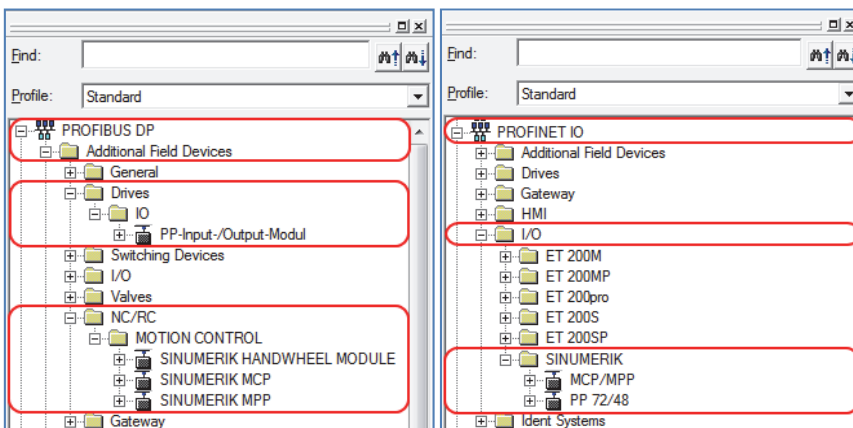 Find:
Profile: Standard
PROFIBUS DP
Additional Field Devices
General
Drives
IO
PP-Input-/Output-Modul
Switching Devices
I/O
Valves
NC/RC
MOTION CONTROL
SINUMERIK HANDWHEEL MODULE
SINUMERIK MCP
SINUMERIK MPP
Gateway
Find:
Profile: Standard
PROFINET IO
Additional Field Devices
Drives
Gateway
HMI
I/O
ET 200M
ET 200MP
ET 200pro
ET 200S
ET 200SP
SINUMERIK
MCP/MPP
PP 72/48
Ident Systems